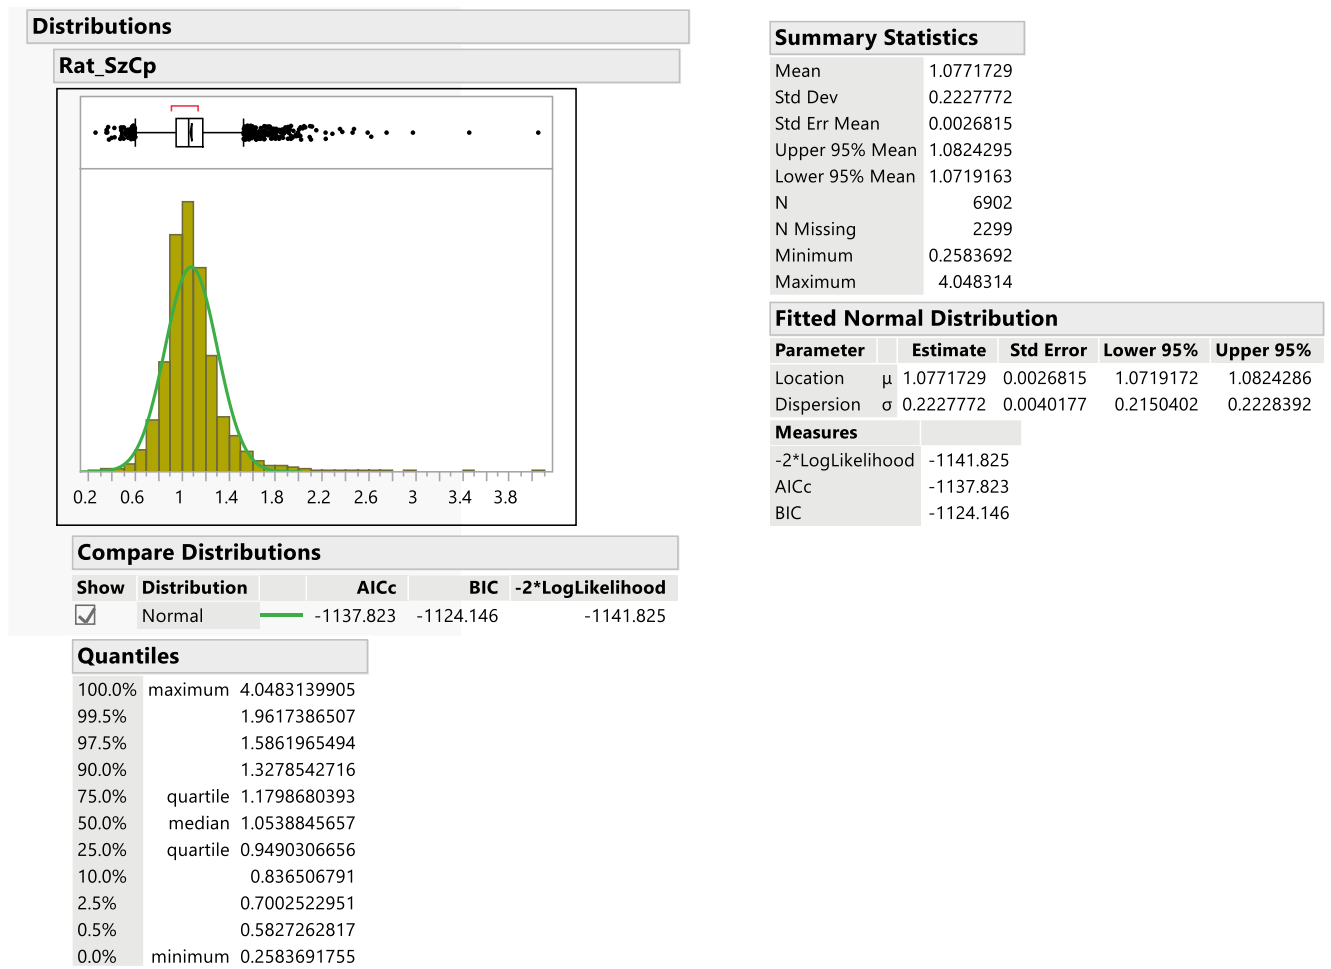 Distributions
Rat_SzCp
0.2 0.6 1 1.4 1.8 2.2 2.6 3 3.4 3.8
Compare Distributions
Show Distribution AICc BIC -2*LogLikelihood
Normal -1137.823 -1124.146 -1141.825
Quantiles
100.0% maximum 4.0483139905
99.5% 1.9617386507
97.5% 1.5861965494
90.0% 1.3278542716
75.0% quartile 1.1798680393
50.0% median 1.0538845657
25.0% quartile 0.9490306656
10.0% 0.836506791
2.5% 0.7002522951
0.5% 0.5827262817
0.0% minimum 0.2583691755
Summary Statistics
Mean 1.0771729
Std Dev 0.2227772
Std Err Mean 0.0026815
Upper 95% Mean 1.0824295
Lower 95% Mean 1.0719163
N 6902
N Missing 2299
Minimum 0.2583692
Maximum 4.048314
Fitted Normal Distribution
Parameter Estimate Std Error Lower 95% Upper 95%
Location μ 1.0771729 0.0026815 1.0719172 1.0824286
Dispersion σ 0.2227772 0.0040177 0.2150402 0.2228392
Measures
-2*LogLikelihood -1141.825
AICc -1137.823
BIC -1124.146